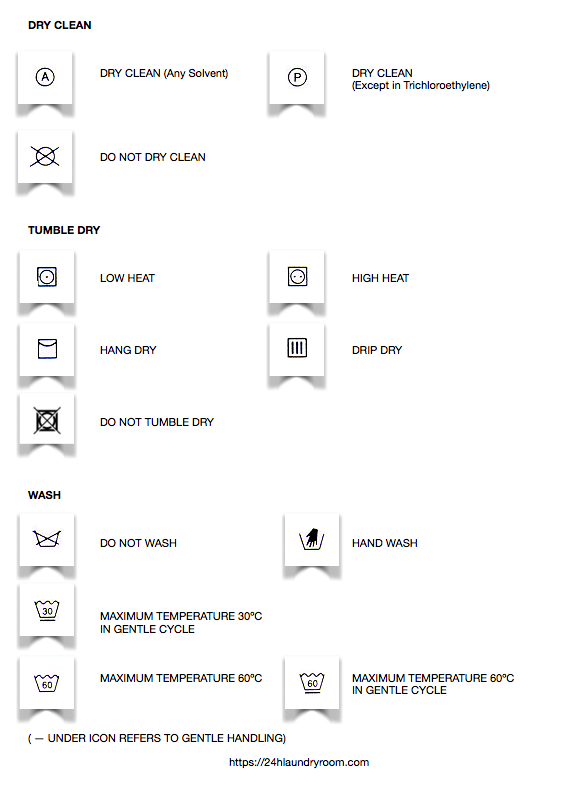 DRY CLEAN
A
DRY CLEAN (Any Solvent)
P
DRY CLEAN
(Except in Trichloroethylene)
DO NOT DRY CLEAN
TUMBLE DRY
LOW HEAT
HIGH HEAT
HANG DRY
DRIP DRY
DO NOT TUMBLE DRY
WASH
DO NOT WASH
HAND WASH
30
MAXIMUM TEMPERATURE 30ºC
IN GENTLE CYCLE
60
MAXIMUM TEMPERATURE 60ºC
60
MAXIMUM TEMPERATURE 60ºC
IN GENTLE CYCLE
( — UNDER ICON REFERS TO GENTLE HANDLING)
https://24hlaundryroom.com